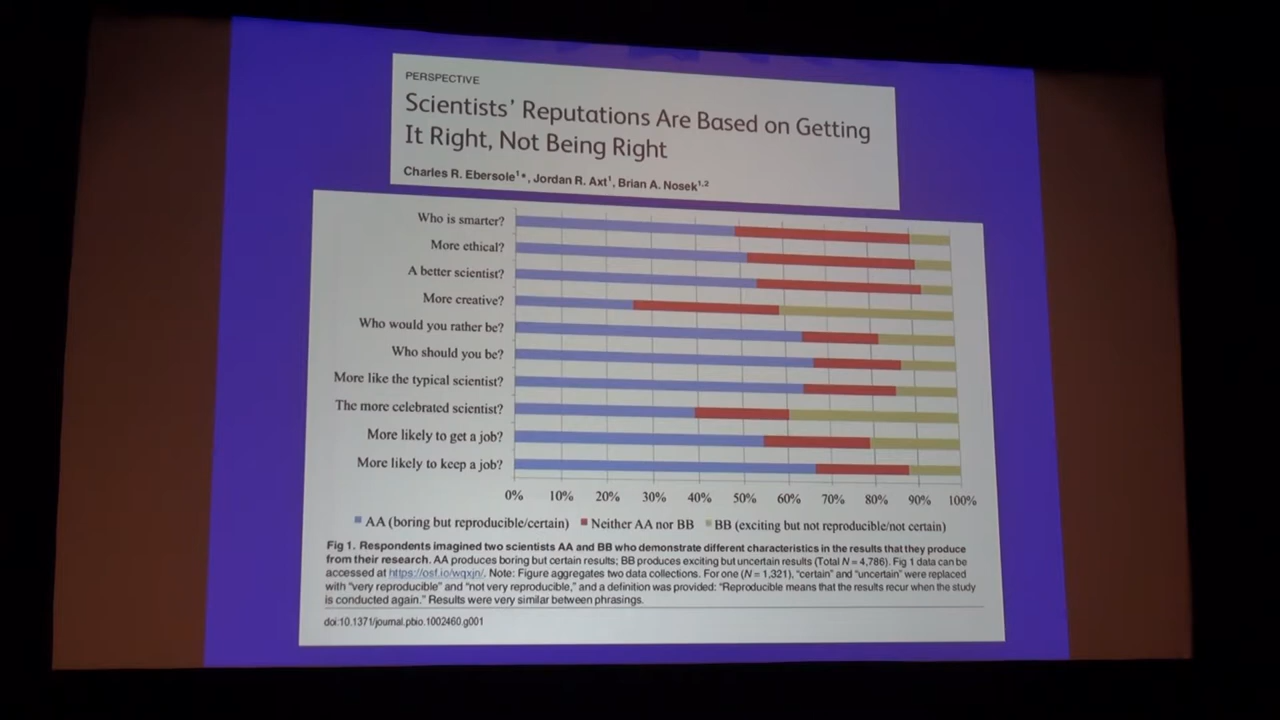 PERSPECTIVE
Scientists' Reputations Are Based on Getting
It Right, Not Being Right
Charles R. Ebersole¹*, Jordan R. Axt¹, Brian A. Nosek¹,²
Who is smarter?
More ethical?
A better scientist?
More creative?
Who would you rather be?
Who should you be?
More like the typical scientist?
The more celebrated scientist?
More likely to get a job?
More likely to keep a job?
0% 10% 20% 30% 40% 50% 60% 70% 80% 90% 100%
AA (boring but reproducible/certain) Neither AA nor BB BB (exciting but not reproducible/not certain)
Fig 1. Respondents imagined two scientists AA and BB who demonstrate different characteristics in the results that they produce
from their research. AA produces boring but certain results; BB produces exciting but uncertain results (Total N = 4,786). Fig 1 data can be
accessed at https://osf.io/wqxjn/. Note: Figure aggregates two data collections. For one (N = 1,321), "certain" and "uncertain" were replaced
with "very reproducible" and "not very reproducible," and a definition was provided: "Reproducible means that the results recur when the study
is conducted again." Results were very similar between phrasings.
doi:10.1371/journal.pbio.1002460.g001